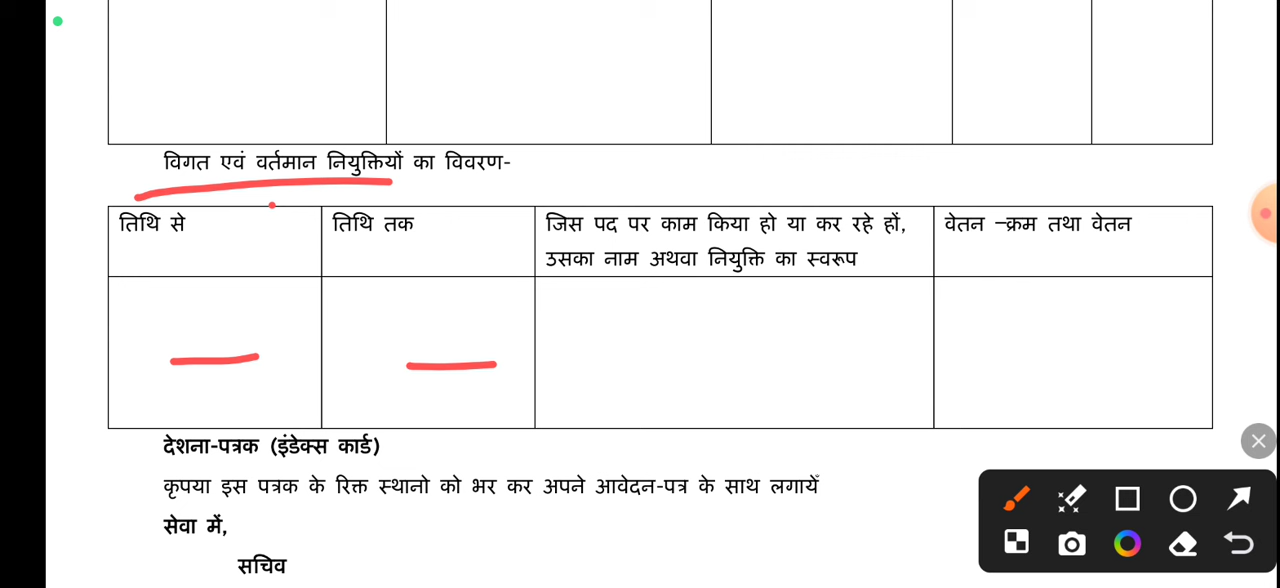 विगत एवं वर्तमान नियुक्तियों का विवरण-
तिथि से
तिथि तक
जिस पद पर काम किया हो या कर रहे हों,
उसका नाम अथवा नियुक्ति का स्वरूप
वेतन –क्रम तथा वेतन
देशना-पत्रक (इंडेक्स कार्ड)
कृपया इस पत्रक के रिक्त स्थानो को भर कर अपने आवेदन-पत्र के साथ लगायेँ
सेवा में,
सचिव